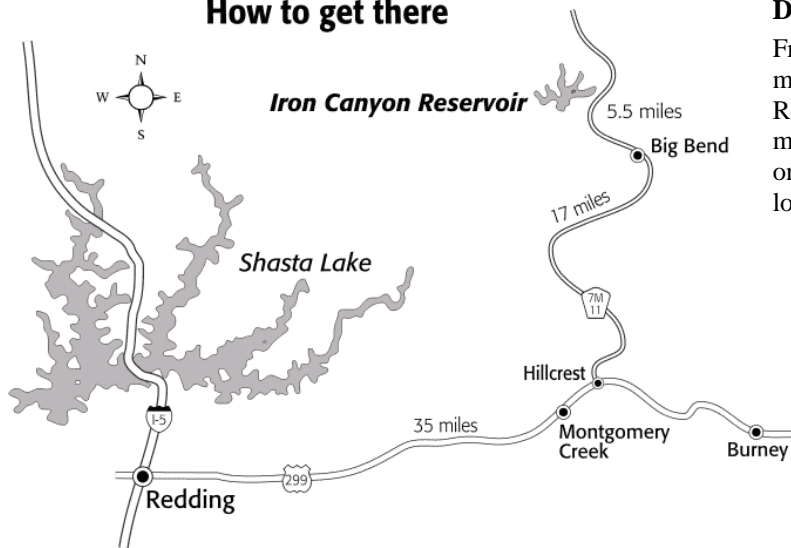 How to get there
N
W E
S
Iron Canyon Reservoir
5.5 miles
Big Bend
17 miles
Shasta Lake
7M
11
Hillcrest
I-5
35 miles
Montgomery
Creek
Burney
299
Redding
D
Fr
m
R
m
or
lo